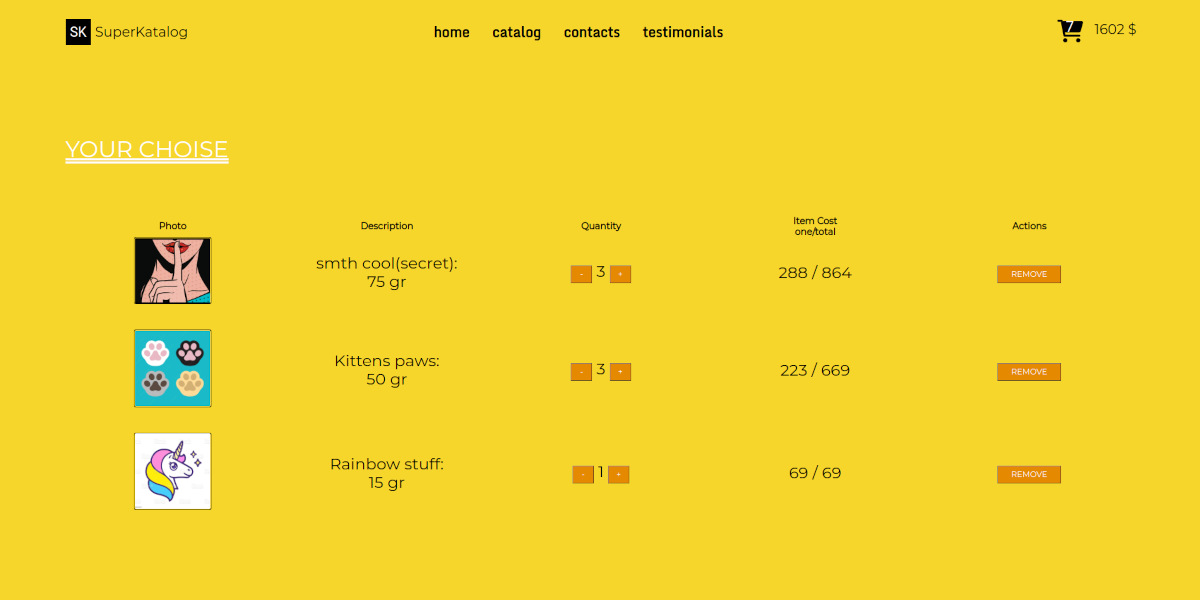 SK SuperKatalog home catalog contacts testimonials 7 1602 $
YOUR CHOISE
Photo Description Quantity Item Cost one/total Actions
smth cool(secret):
75 gr
- 3 + 288 / 864 REMOVE
Kittens paws:
50 gr
- 3 + 223 / 669 REMOVE
Rainbow stuff:
15 gr
- 1 + 69 / 69 REMOVE